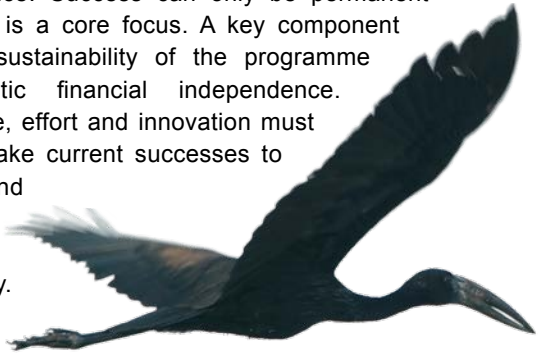 Success can only be permanent
is a core focus. A key component
sustainability of the programme
tic financial independence.
e, effort and innovation must
ake current successes to
nd
y.